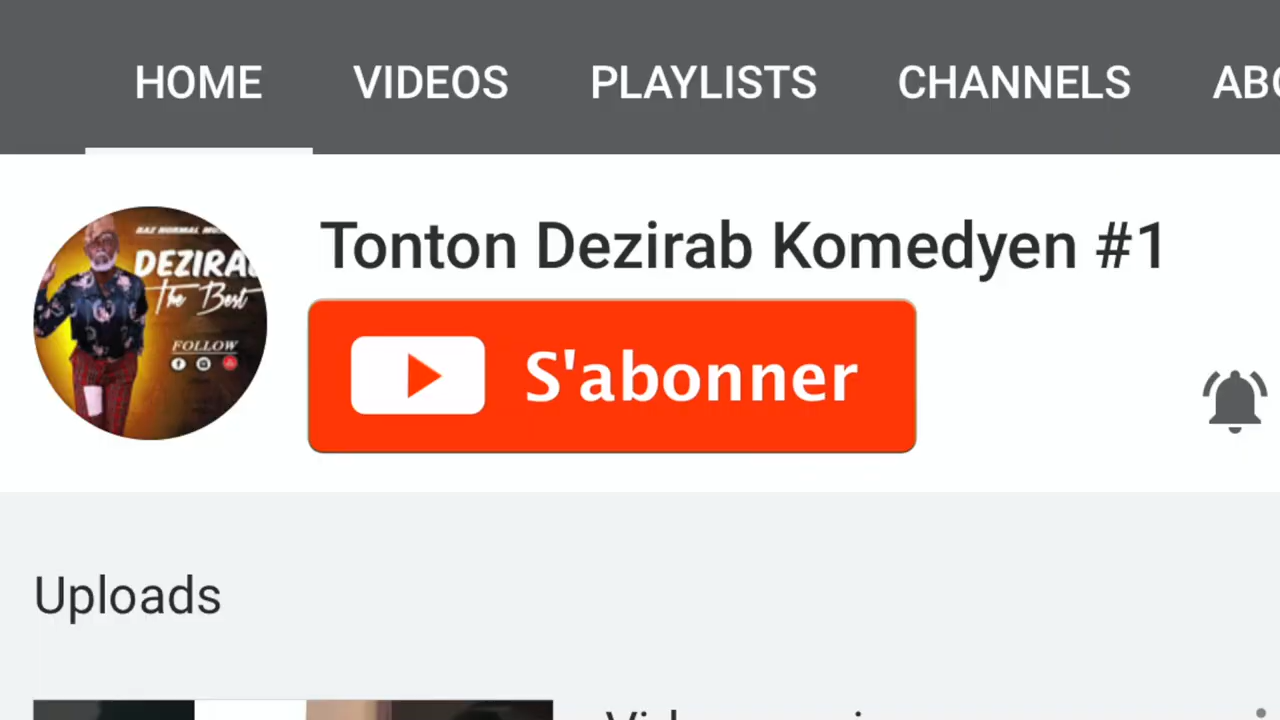 HOME VIDEOS PLAYLISTS CHANNELS
Tonton Dezirab Komedyen #1
DEZIRAB
The Best
FOLLOW
S'abonner
Uploads